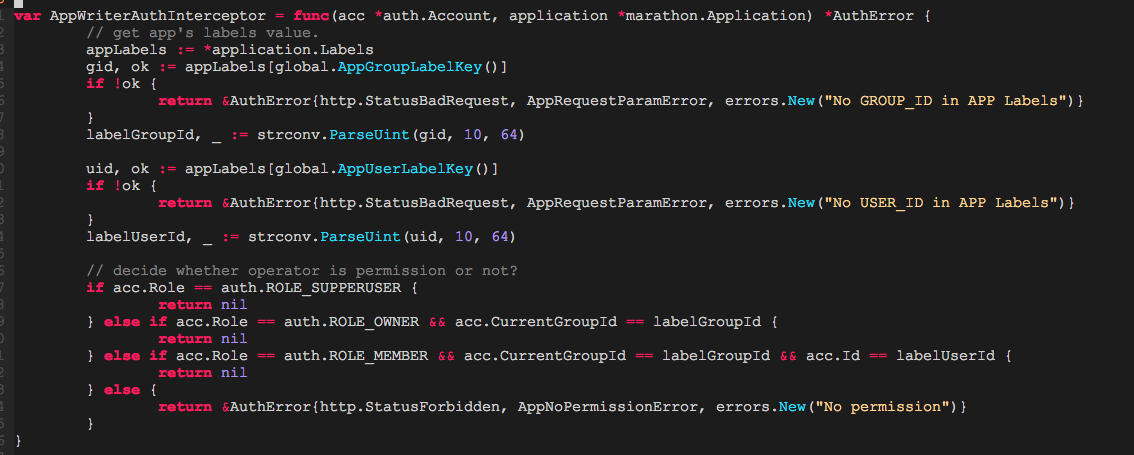 var AppWriterAuthInterceptor = func(acc *auth.Account, application *marathon.Application) *AuthError {
        // get app's labels value.
        appLabels := *application.Labels
        gid, ok := appLabels[global.AppGroupLabelKey()]
        if !ok {
                return &AuthError{http.StatusBadRequest, AppRequestParamError, errors.New("No GROUP_ID in APP Labels")}
        }
        labelGroupId, _ := strconv.ParseUint(gid, 10, 64)

        uid, ok := appLabels[global.AppUserLabelKey()]
        if !ok {
                return &AuthError{http.StatusBadRequest, AppRequestParamError, errors.New("No USER_ID in APP Labels")}
        }
        labelUserId, _ := strconv.ParseUint(uid, 10, 64)

        // decide whether operator is permission or not?
        if acc.Role == auth.ROLE_SUPPERUSER {
                return nil
        } else if acc.Role == auth.ROLE_OWNER && acc.CurrentGroupId == labelGroupId {
                return nil
        } else if acc.Role == auth.ROLE_MEMBER && acc.CurrentGroupId == labelGroupId && acc.Id == labelUserId {
                return nil
        } else {
                return &AuthError{http.StatusForbidden, AppNoPermissionError, errors.New("No permission")}
        }
}